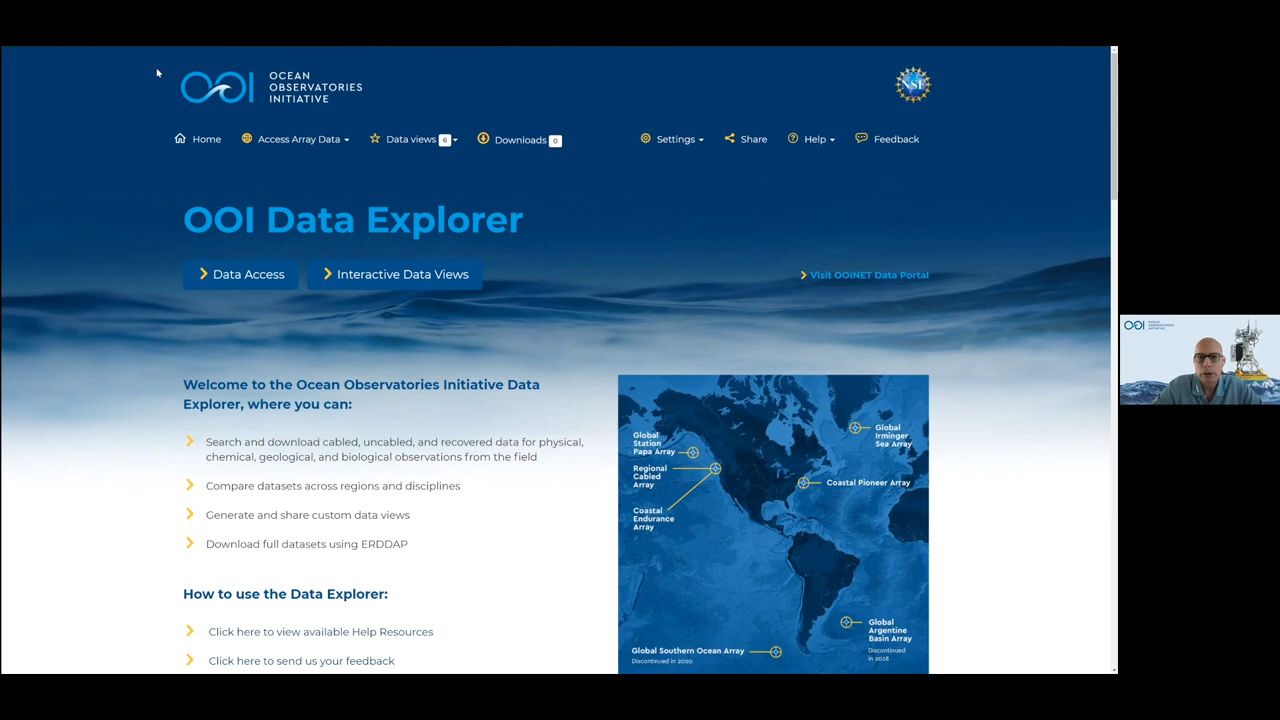 OOI
OCEAN
OBSERVATORIES
INITIATIVE
NSF
Home
Access Array Data
Data views 6
Downloads 0
Settings
Share
Help
Feedback
OOI Data Explorer
Data Access
Interactive Data Views
Visit OOINET Data Portal
Welcome to the Ocean Observatories Initiative Data
Explorer, where you can:
Search and download cabled, uncabled, and recovered data for physical,
chemical, geological, and biological observations from the field
Compare datasets across regions and disciplines
Generate and share custom data views
Download full datasets using ERDDAP
How to use the Data Explorer:
Click here to view available Help Resources
Click here to send us your feedback
Global
Station
Papa Array
Regional
Cabled
Array
Coastal
Endurance
Array
Global
Irminger
Sea Array
Coastal Pioneer Array
Global
Argentine
Basin Array
Discontinued
in 2018
Global Southern Ocean Array
Discontinued in 2020
OOI
OCEAN
OBSERVATORIES
INITIATIVE